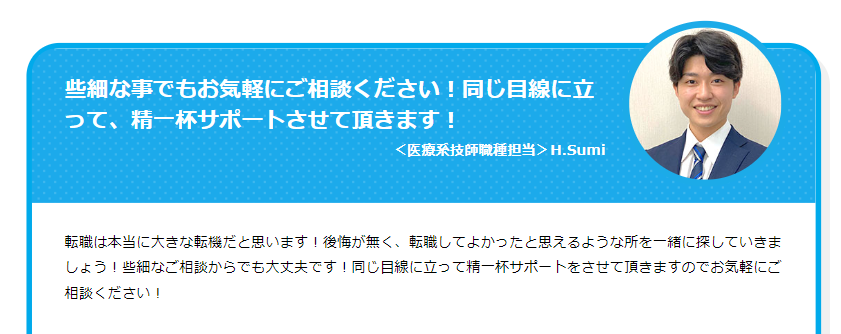 些細な事でもお気軽にご相談ください！同じ目線に立
って、精一杯サポートさせて頂きます！
＜医療系技師職種担当＞H.Sumi
転職は本当に大きな転機だと思います！後悔が無く、転職してよかったと思えるような所を一緒に探していきま
しょう！些細なご相談からでも大丈夫です！同じ目線に立って精一杯サポートをさせて頂きますのでお気軽にご
相談ください！